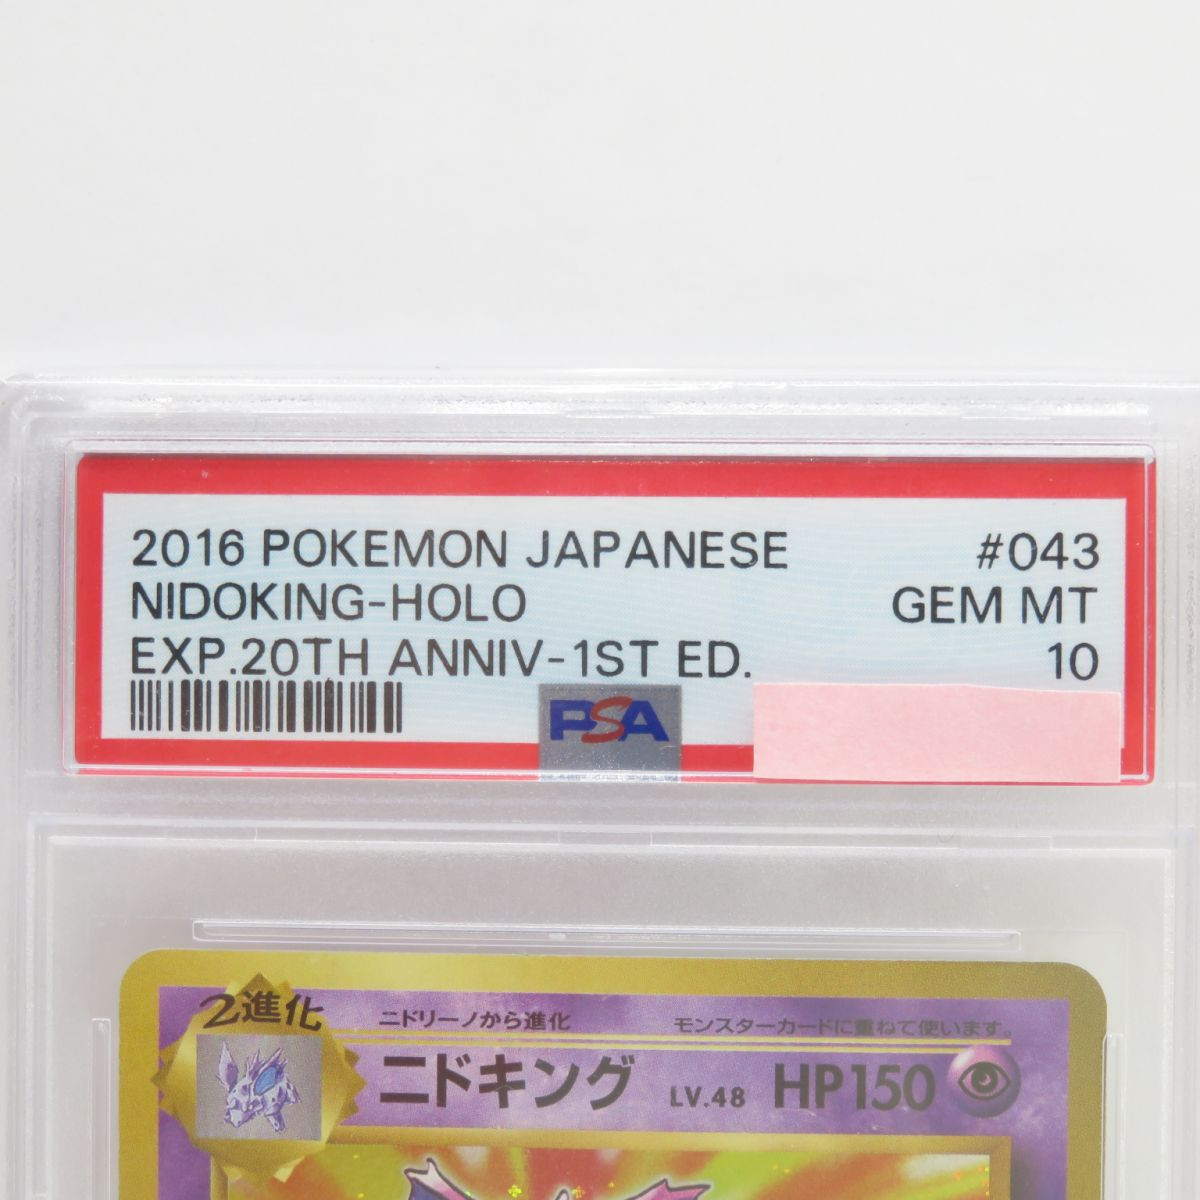 2016 POKEMON JAPANESE #043
NIDOKING-HOLO GEM MT
EXP.20TH ANNIV-1ST ED. 10
PSA
2進化 ニドリーノから進化 モンスターカードに重ねて使います。
ニドキング LV.48 HP150